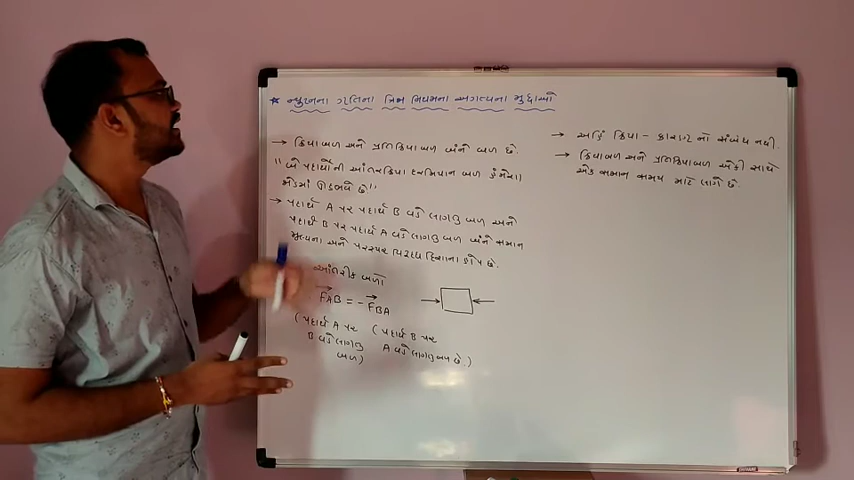 * ન્યુટનના ગતિના ત્રિજા નિયમના અગત્યના મુદ્દાઓ
→ ક્રિયાબળ અને પ્રતિક્રિયાબળ બંને બળ છે.
"બે પદાર્થોની આંતરક્રિયા દરમિયાન બળ હંમેશા
જોડમાં ઉદભવે છે"
→ પદાર્થ A પર પદાર્થ B વડે લાગતુ બળ અને
પદાર્થ B પર પદાર્થ A વડે લાગતુ બળ બંને સમાન
મુલ્યના અને પરસ્પર વિરુદ્ધ દિશાના હોય છે.
આંતરીક બળો
FAB = - FBA
(પદાર્થ A પર
B વડે લાગતુ
બળ)
(પદાર્થ B પર
A વડે લાગતુ બળ છે.)
→ અહિં ક્રિયા - કારણનો સંબંધ નથી.
→ ક્રિયાબળ અને પ્રતિક્રિયાબળ એકી સાથે
એક સમાન સમય માટે લાગે છે.